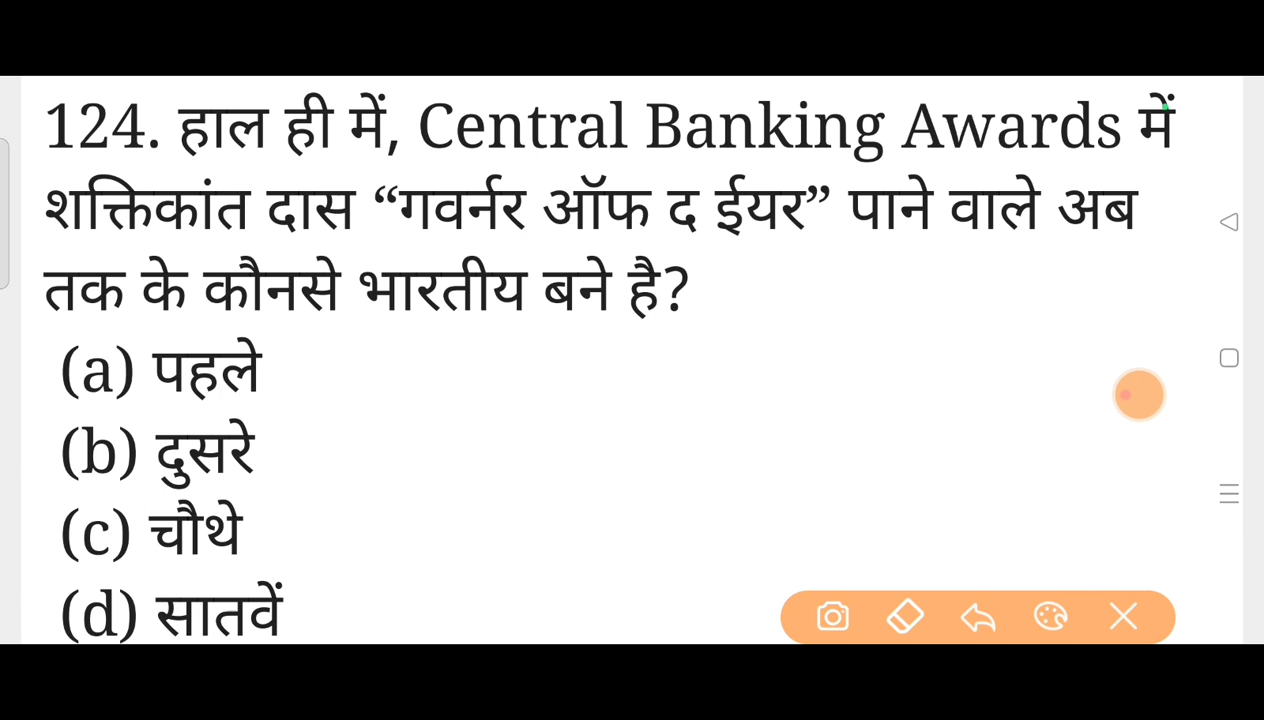 124. हाल ही में, Central Banking Awards में
शक्तिकांत दास “गवर्नर ऑफ द ईयर” पाने वाले अब
तक के कौनसे भारतीय बने है?
(a) पहले
(b) दुसरे
(c) चौथे
(d) सातवें